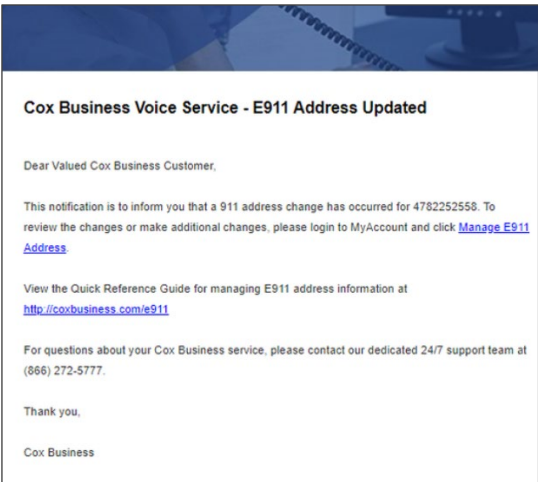 Cox Business Voice Service - E911 Address Updated
Dear Valued Cox Business Customer,
This notification is to inform you that a 911 address change has occurred for 4782252558. To
review the changes or make additional changes, please login to MyAccount and click Manage E911
Address.
View the Quick Reference Guide for managing E911 address information at
http://coxbusiness.com/e911
For questions about your Cox Business service, please contact our dedicated 24/7 support team at
(866) 272-5777.
Thank you,
Cox Business